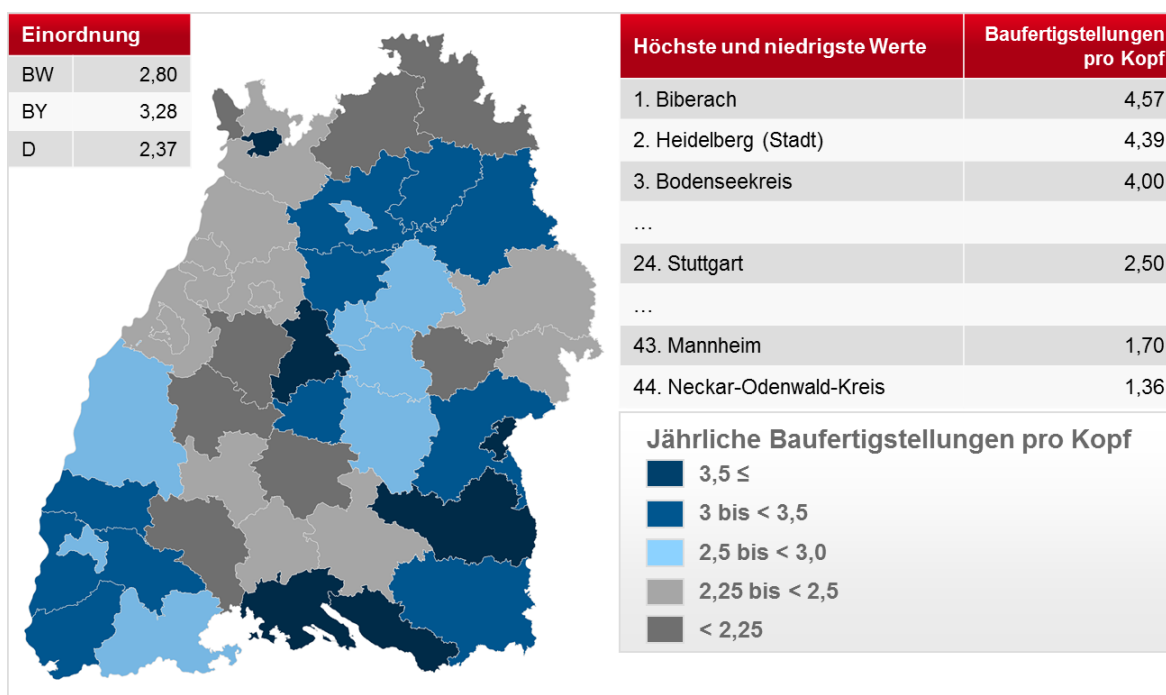 Einordnung
BW 2,80
BY 3,28
D 2,37
Höchste und niedrigste Werte Baufertigstellungen pro Kopf
1. Biberach 4,57
2. Heidelberg (Stadt) 4,39
3. Bodenseekreis 4,00
…
24. Stuttgart 2,50
…
43. Mannheim 1,70
44. Neckar-Odenwald-Kreis 1,36
Jährliche Baufertigstellungen pro Kopf
3,5 ≤
3 bis < 3,5
2,5 bis < 3,0
2,25 bis < 2,5
< 2,25